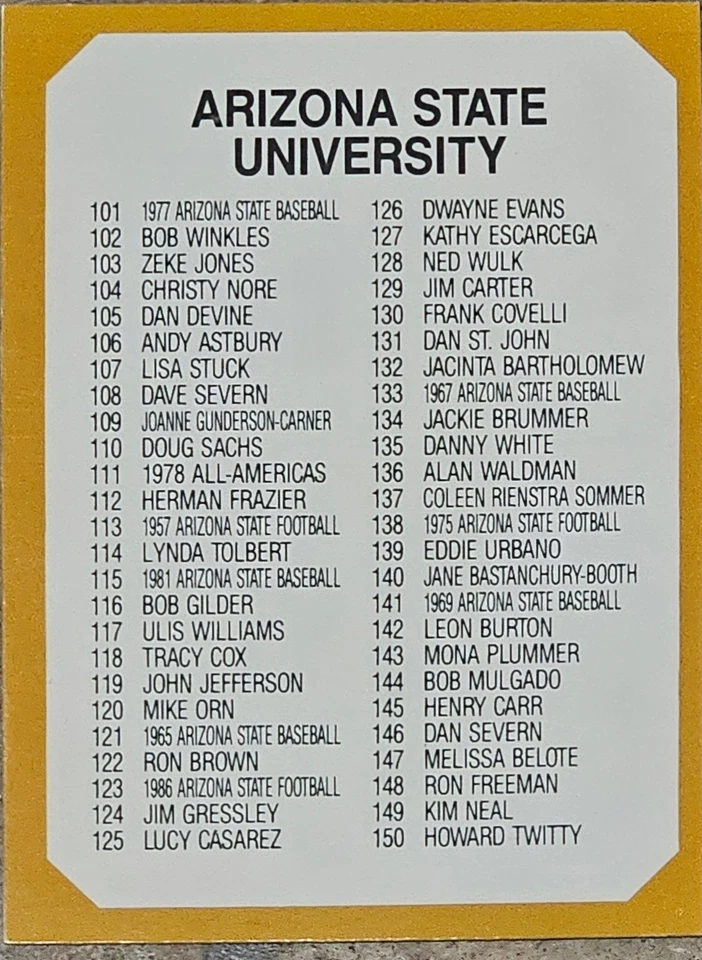 ARIZONA STATE
UNIVERSITY
101 1977 ARIZONA STATE BASEBALL
102 BOB WINKLES
103 ZEKE JONES
104 CHRISTY NORE
105 DAN DEVINE
106 ANDY ASTBURY
107 LISA STUCK
108 DAVE SEVERN
109 JOANNE GUNDERSON-CARNER
110 DOUG SACHS
111 1978 ALL-AMERICAS
112 HERMAN FRAZIER
113 1957 ARIZONA STATE FOOTBALL
114 LYNDA TOLBERT
115 1981 ARIZONA STATE BASEBALL
116 BOB GILDER
117 ULIS WILLIAMS
118 TRACY COX
119 JOHN JEFFERSON
120 MIKE ORN
121 1965 ARIZONA STATE BASEBALL
122 RON BROWN
123 1986 ARIZONA STATE FOOTBALL
124 JIM GRESSLEY
125 LUCY CASAREZ
126 DWAYNE EVANS
127 KATHY ESCARCEGA
128 NED WULK
129 JIM CARTER
130 FRANK COVELLI
131 DAN ST. JOHN
132 JACINTA BARTHOLOMEW
133 1967 ARIZONA STATE BASEBALL
134 JACKIE BRUMMER
135 DANNY WHITE
136 ALAN WALDMAN
137 COLEEN RIENSTRA SOMMER
138 1975 ARIZONA STATE FOOTBALL
139 EDDIE URBANO
140 JANE BASTANCHURY-BOOTH
141 1969 ARIZONA STATE BASEBALL
142 LEON BURTON
143 MONA PLUMMER
144 BOB MULGADO
145 HENRY CARR
146 DAN SEVERN
147 MELISSA BELOTE
148 RON FREEMAN
149 KIM NEAL
150 HOWARD TWITTY